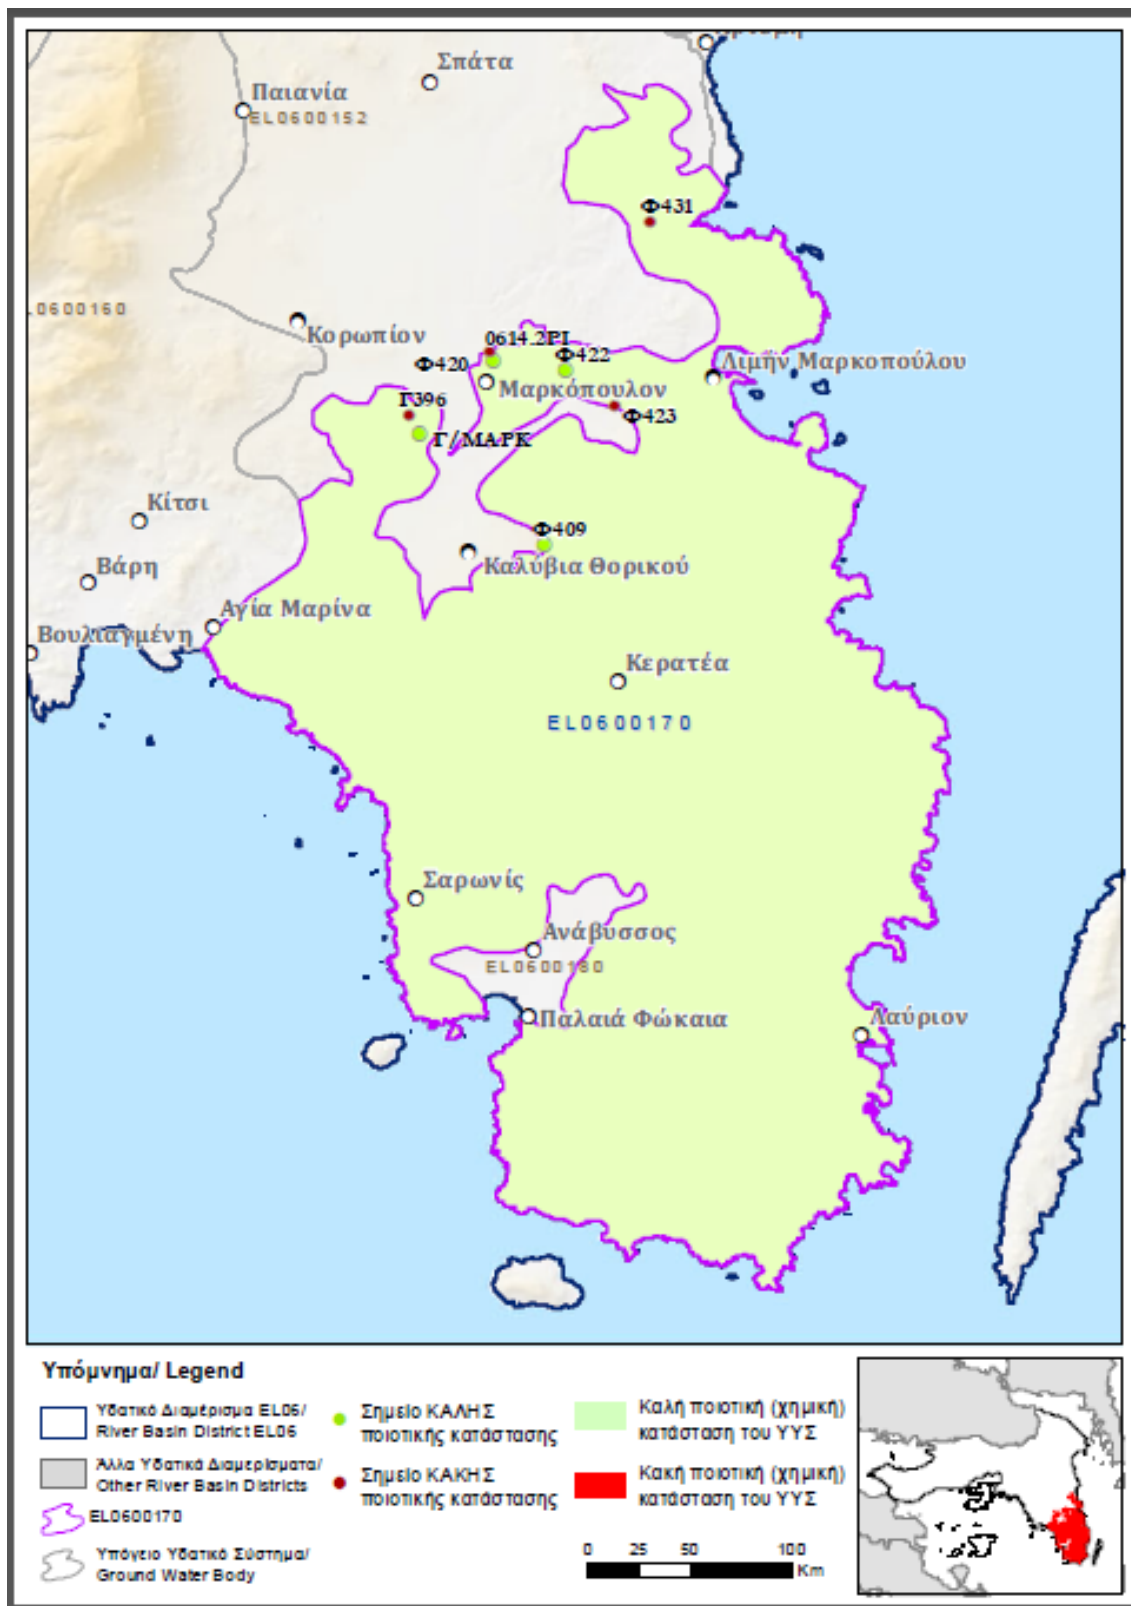 Σπάτα
Παιανία
EL0600152
Φ431
L0600160
Κορωπίον
0614.2ΡΙ
Φ420
Φ422
Λιμήν Μαρκοπούλου
Μαρκόπουλον
Γ396
Φ423
Γ/ΜΑΡΚ
Κίτσι
Φ409
Βάρη
Καλύβια Θορικού
Αγία Μαρίνα
Βουλιαγμένη
Κερατέα
EL0600170
Σαρωνίς
Ανάβυσσος
EL0600180
Παλαιά Φώκαια
Λαύριον
Υπόμνημα/ Legend
Υδατικό Διαμέρισμα EL06/
River Basin District EL06
Άλλα Υδατικά Διαμερίσματα/
Other River Basin Districts
EL0600170
Υπόγειο Υδατικό Σύστημα/
Ground Water Body
Σημείο ΚΑΛΗΣ
ποιοτικής κατάστασης
Σημείο ΚΑΚΗΣ
ποιοτικής κατάστασης
Καλή ποιοτική (χημική)
κατάσταση του ΥΥΣ
Κακή ποιοτική (χημική)
κατάσταση του ΥΥΣ
0 25 50 100
Km